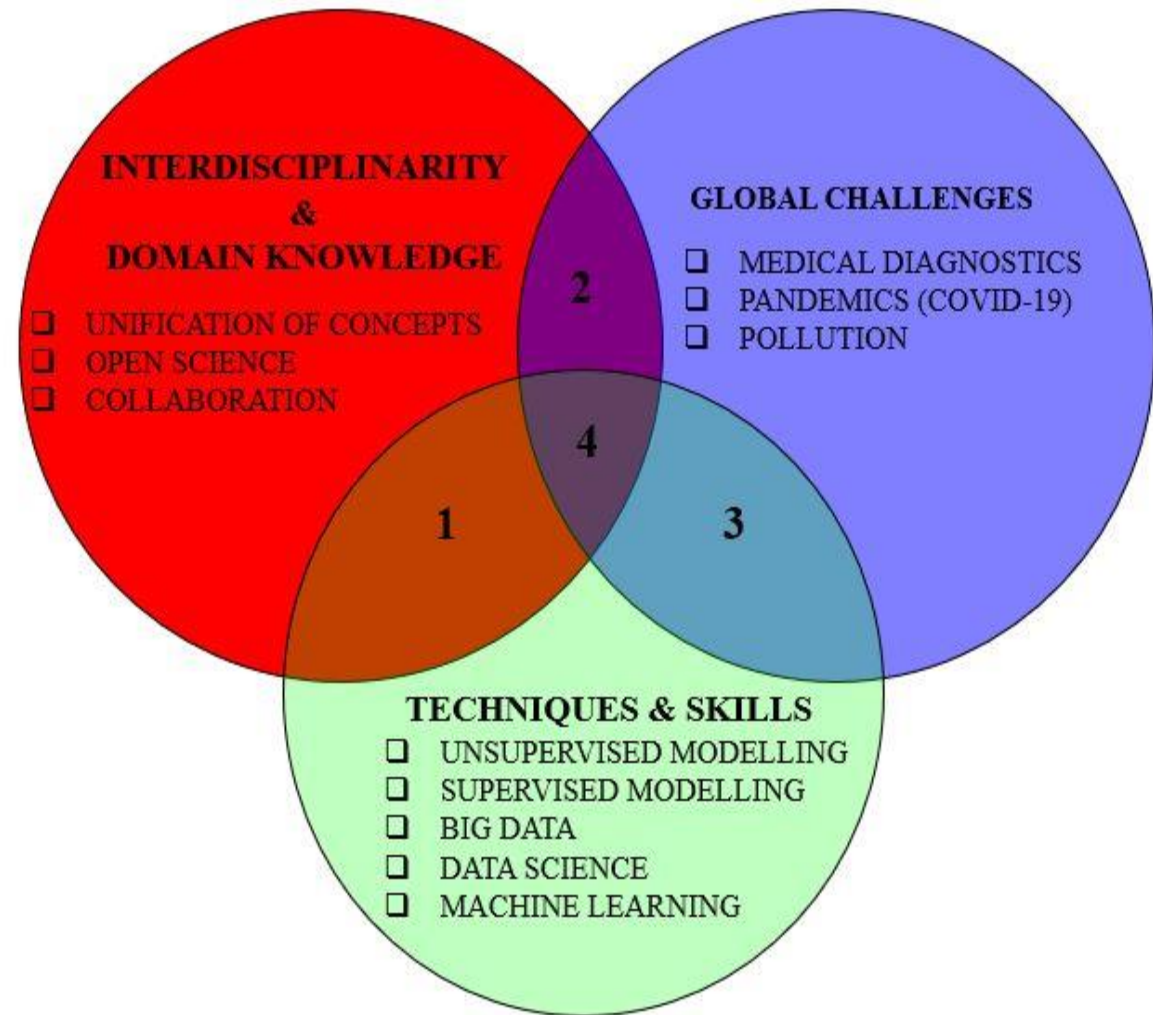 INTERDISCIPLINARITY
&
DOMAIN KNOWLEDGE
UNIFICATION OF CONCEPTS
OPEN SCIENCE
COLLABORATION
GLOBAL CHALLENGES
MEDICAL DIAGNOSTICS
PANDEMICS (COVID-19)
POLLUTION
2
4
1
3
TECHNIQUES & SKILLS
UNSUPERVISED MODELLING
SUPERVISED MODELLING
BIG DATA
DATA SCIENCE
MACHINE LEARNING